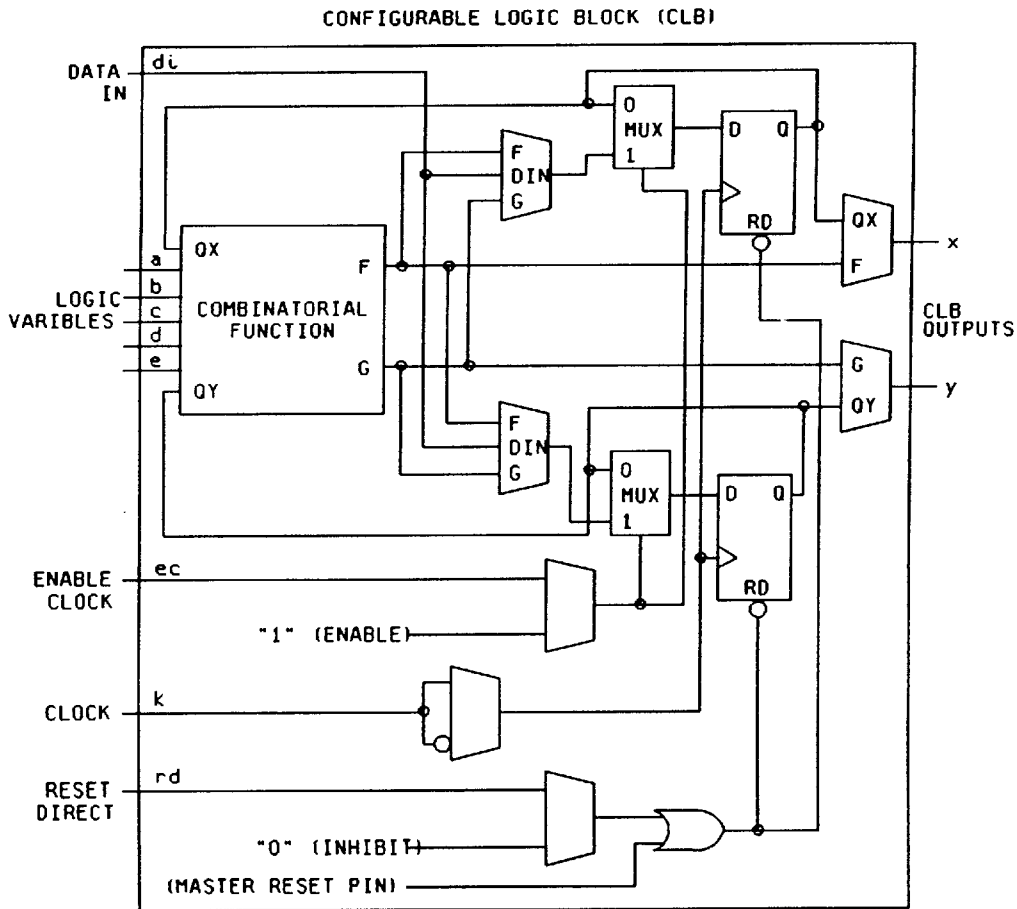 CONFIGURABLE LOGIC BLOCK (CLB)
DATA
IN
di
0
MUX
1
D
Q
RD
F
DIN
G
QX
F
x
QX
a
b
c
d
e
QY
F
G
COMBINATORIAL
FUNCTION
LOGIC
VARIBLES
CLB
OUTPUTS
G
QY
y
F
DIN
G
0
MUX
1
D
Q
RD
ENABLE
CLOCK
ec
"1" (ENABLE)
CLOCK
k
RESET
DIRECT
rd
"0" (INHIBIT)
(MASTER RESET PIN)